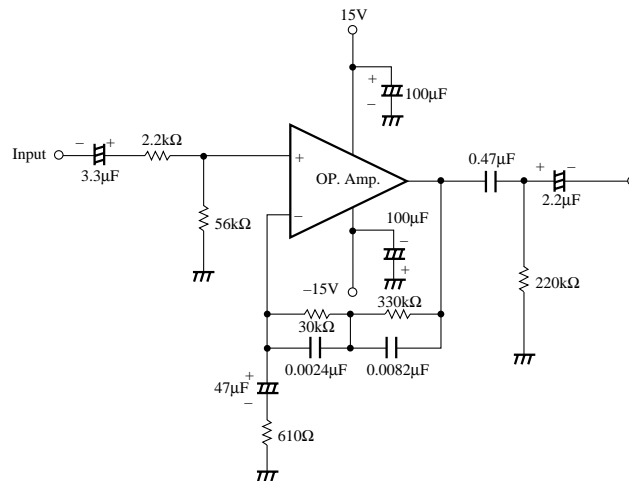 15V
+
100μF
−
Input
−
+
3.3μF
2.2kΩ
56kΩ
+
OP. Amp.
−
0.47μF
+
−
2.2μF
100μF
−
+
−15V
220kΩ
30kΩ
330kΩ
0.0024μF
0.0082μF
+
47μF
−
610Ω